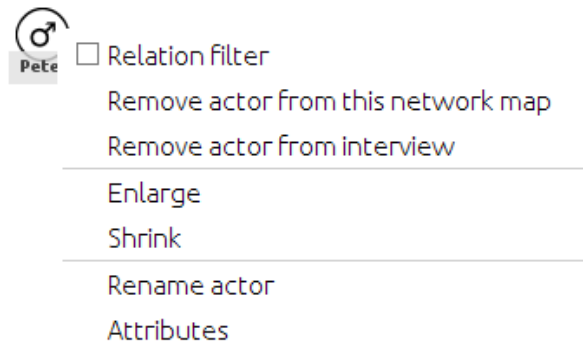 Pete
Relation filter
Remove actor from this network map
Remove actor from interview
Enlarge
Shrink
Rename actor
Attributes